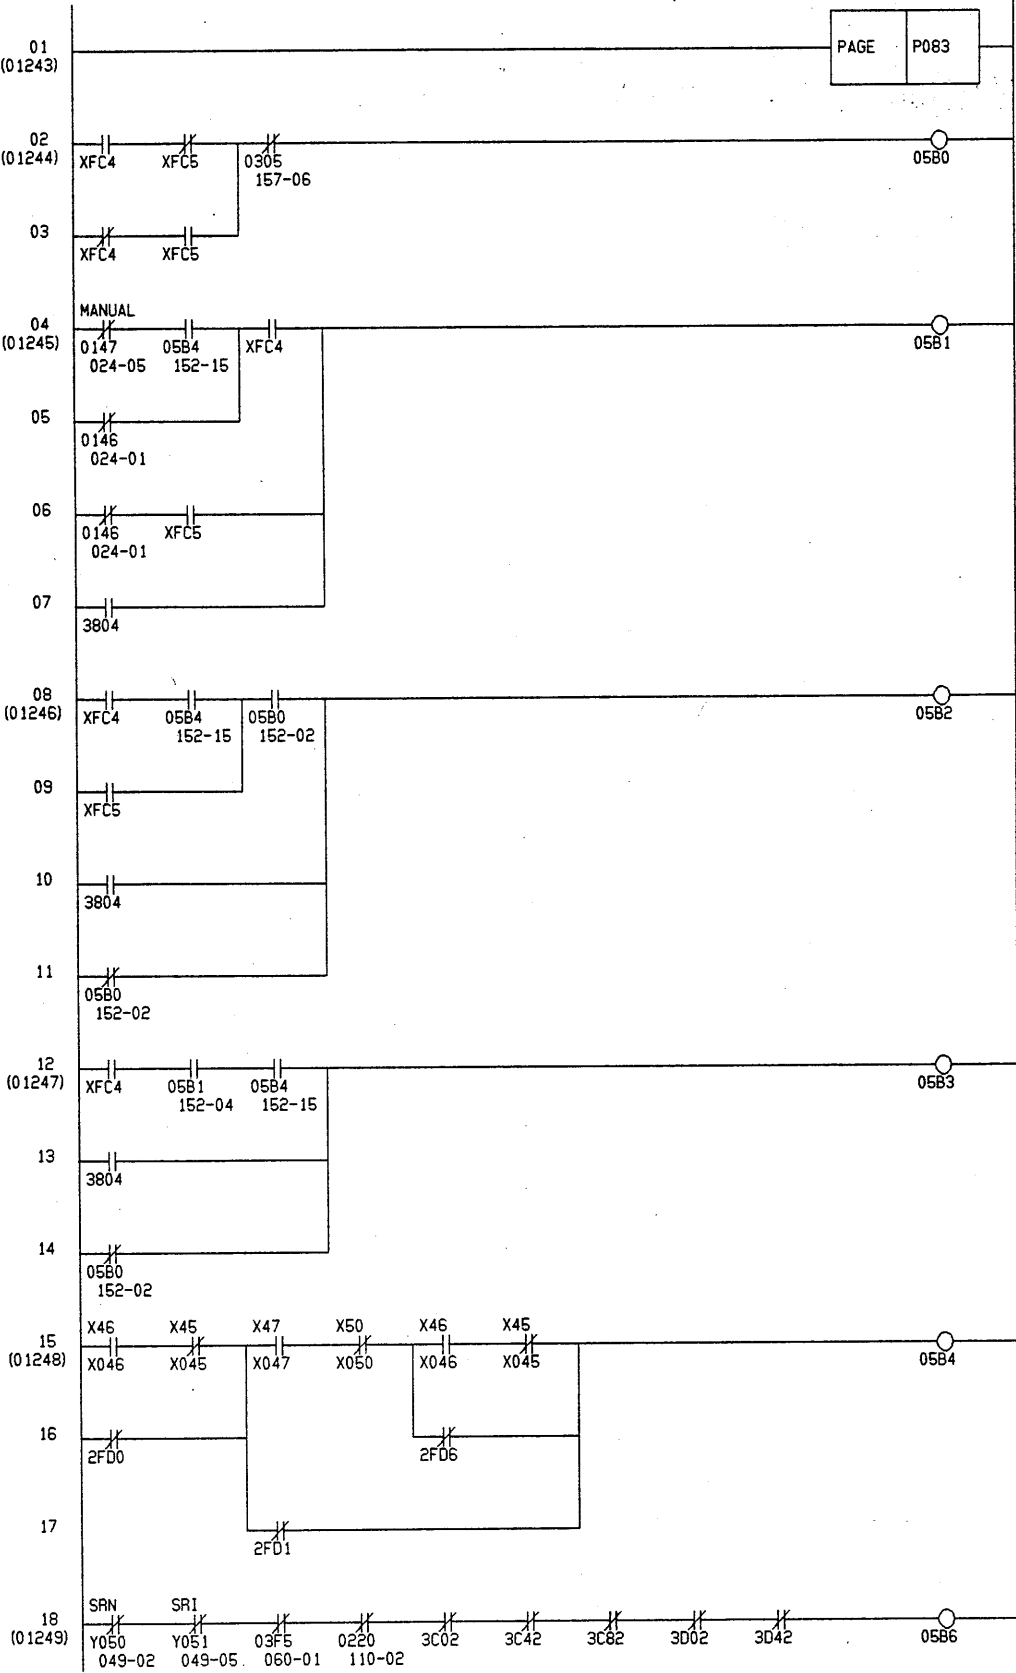 01 PAGE P083
(01243)
02
(01244) XFC4 XFC5 0305 05B0
157-06
03
XFC4 XFC5
MANUAL
04
(01245) 0147 05B4 XFC4 05B1
024-05 152-15
05
0146
024-01
06
0146 XFC5
024-01
07
3804
08
(01246) XFC4 05B4 05B0 05B2
152-15 152-02
09
XFC5
10
3804
11
05B0
152-02
12
(01247) XFC4 05B1 05B4 05B3
152-04 152-15
13
3804
14
05B0
152-02
X46 X45 X47 X50 X46 X45
15
(01248) X046 X045 X047 X050 X046 X045 05B4
16
2FD0 2FD6
17
2FD1
SRN SRI
18
(01249) Y050 Y051 03F5 0220 3C02 3C42 3C82 3D02 3D42 05B6
049-02 049-05 060-01 110-02